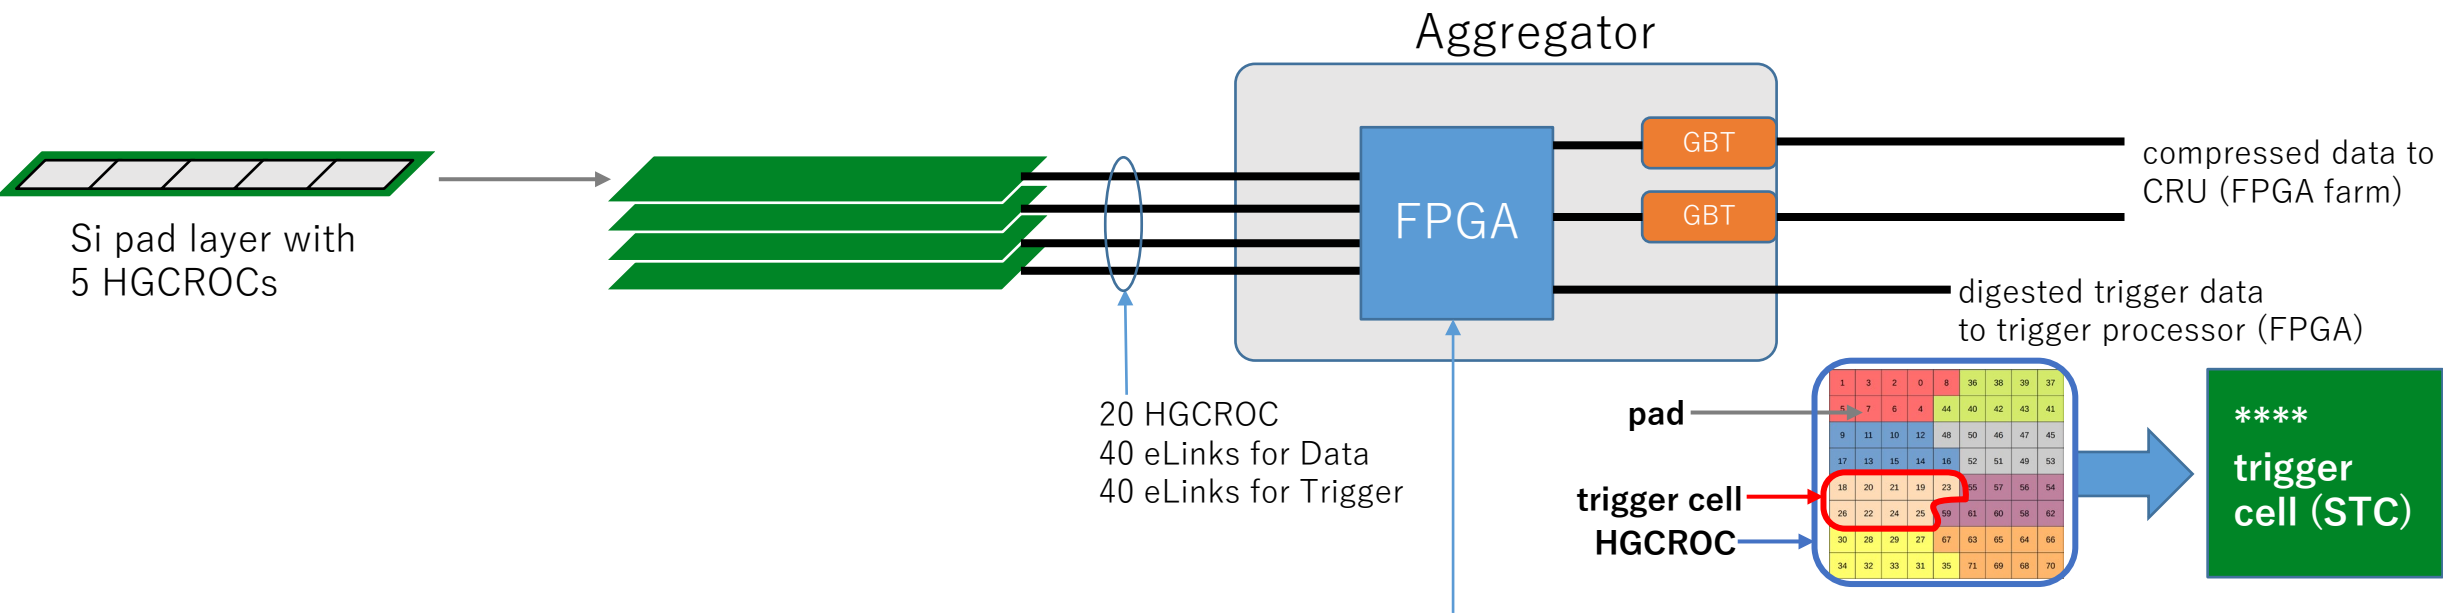 Aggregator
Si pad layer with
5 HGCROCs
FPGA
GBT
GBT
compressed data to
CRU (FPGA farm)
digested trigger data
to trigger processor (FPGA)
20 HGCROC
40 eLinks for Data
40 eLinks for Trigger
pad
trigger cell
HGCROC
1 3 2 0 8 36 38 39 37
5 7 6 4 44 40 42 43 41
9 11 10 12 48 50 46 47 45
17 13 15 14 16 52 51 49 53
18 20 21 19 23 55 57 56 54
26 22 24 25 59 61 60 58 62
30 28 29 27 67 63 65 64 66
34 32 33 31 35 71 69 68 70
****
trigger
cell (STC)